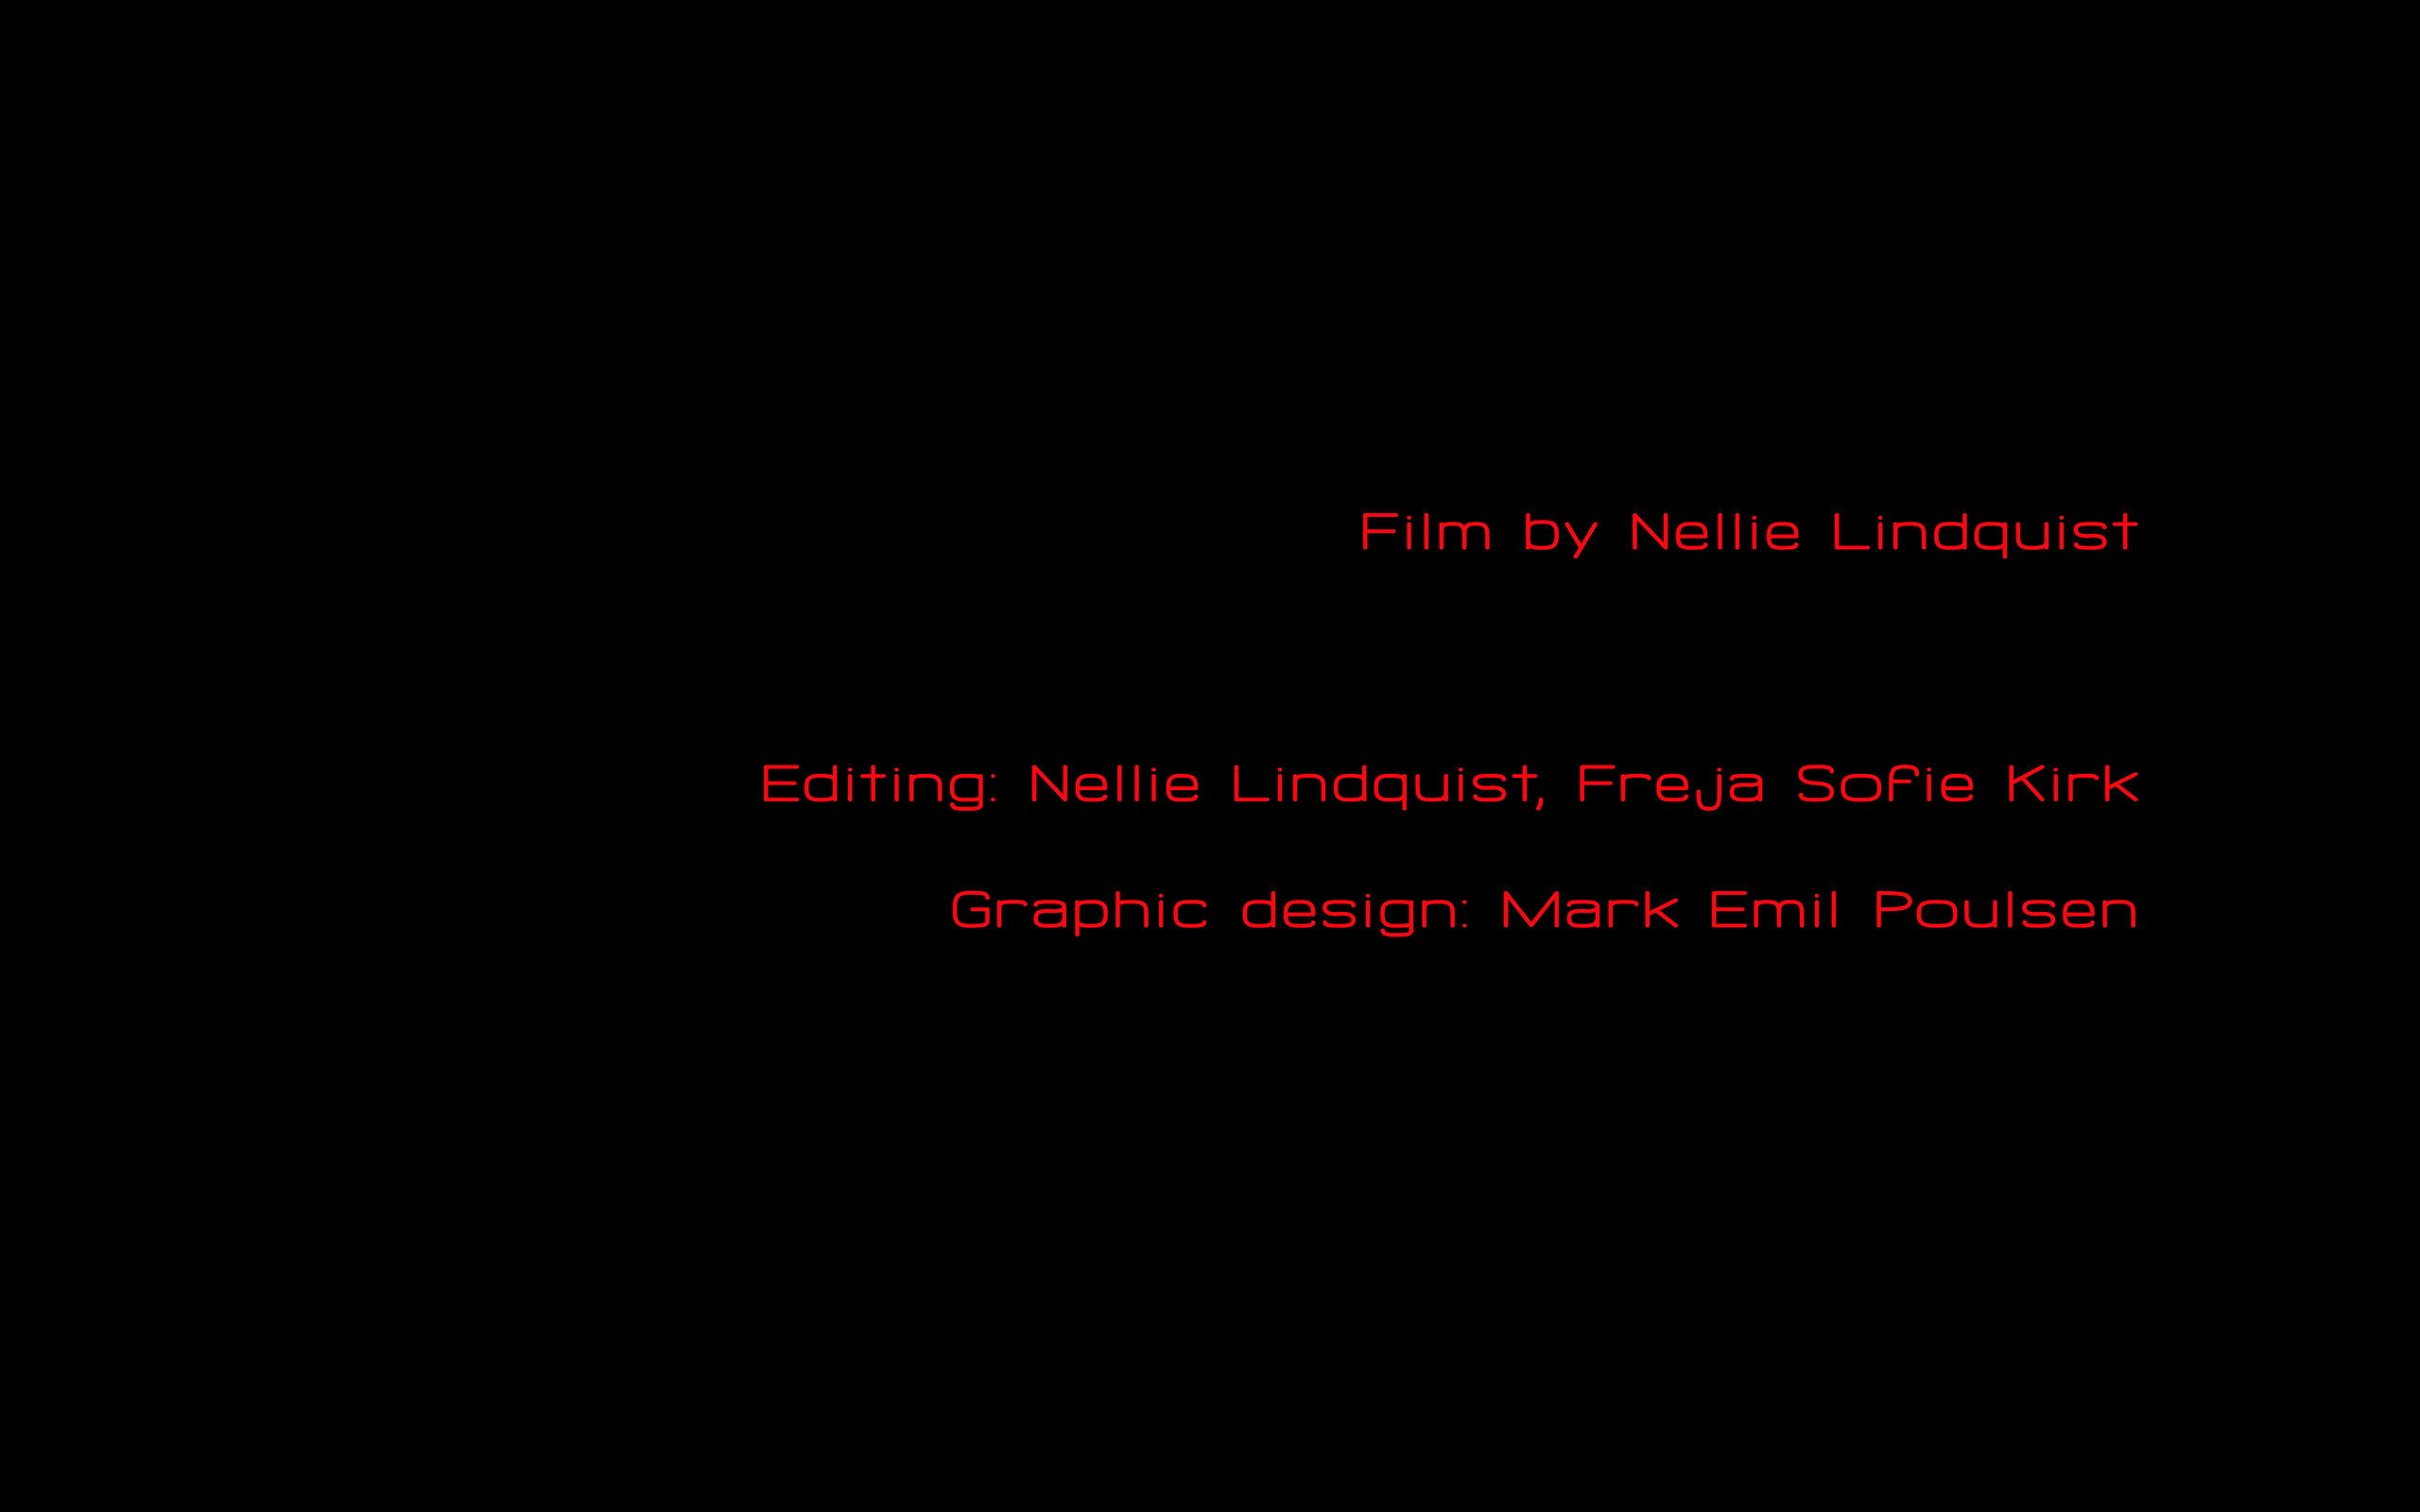 Film by Nellie Lindquist
Editing: Nellie Lindquist, Freja Sofie Kirk
Graphic design: Mark Emil Poulsen